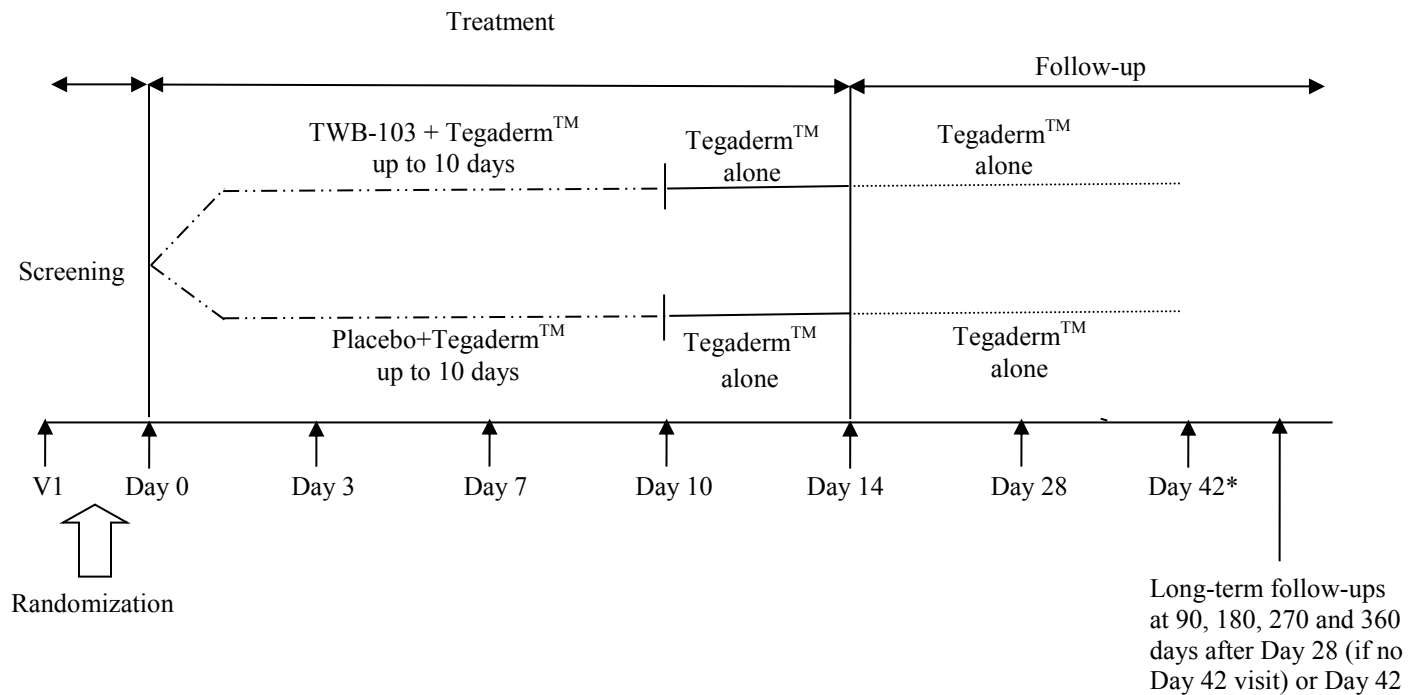 Treatment
Follow-up
TWB-103 + Tegaderm™
up to 10 days
Tegaderm™
alone
Tegaderm™
alone
Screening
Placebo+Tegaderm™
up to 10 days
Tegaderm™
alone
Tegaderm™
alone
V1
Day 0
Day 3
Day 7
Day 10
Day 14
Day 28
Day 42*
Randomization
Long-term follow-ups
at 90, 180, 270 and 360
days after Day 28 (if no
Day 42 visit) or Day 42